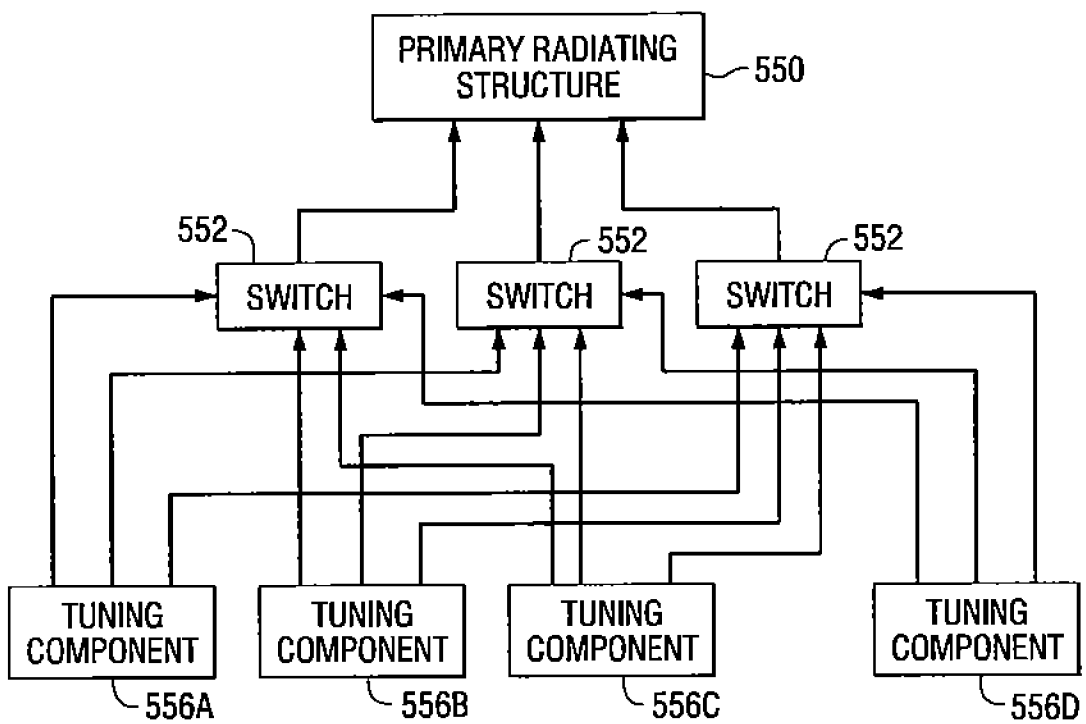 PRIMARY RADIATING
STRUCTURE
550
552
552
552
SWITCH
SWITCH
SWITCH
TUNING
COMPONENT
TUNING
COMPONENT
TUNING
COMPONENT
TUNING
COMPONENT
556A
556B
556C
556D